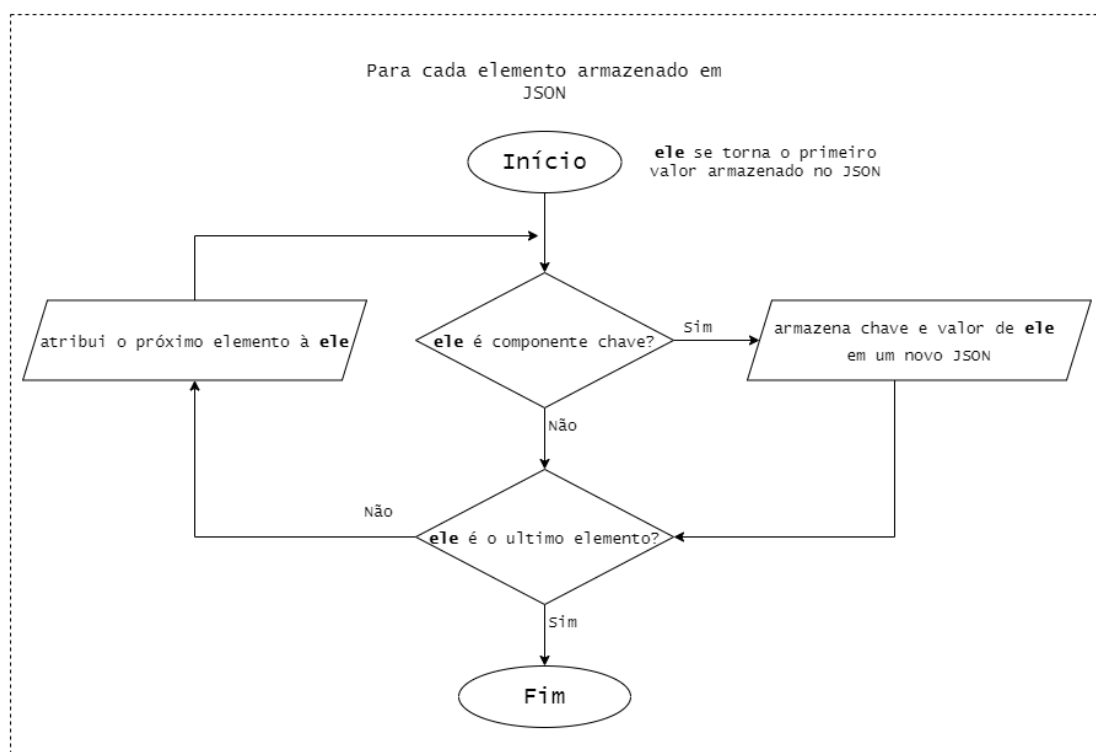 Para cada elemento armazenado em
JSON
Início
ele se torna o primeiro
valor armazenado no JSON
atribui o próximo elemento à ele
ele é componente chave?
Sim
armazena chave e valor de ele
em um novo JSON
Não
Não
ele é o ultimo elemento?
Sim
Fim